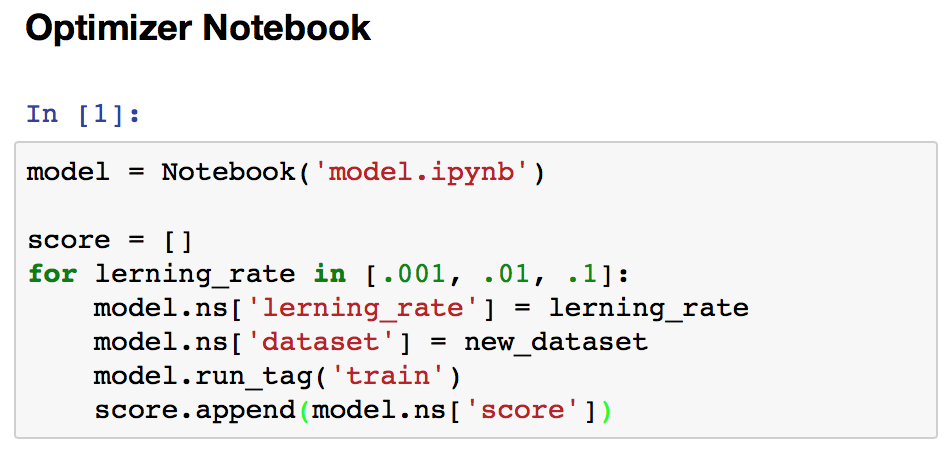 Optimizer Notebook
In [1]:
model = Notebook('model.ipynb')
score = []
for lerning_rate in [.001, .01, .1]:
    model.ns['lerning_rate'] = lerning_rate
    model.ns['dataset'] = new_dataset
    model.run_tag('train')
    score.append(model.ns['score'])